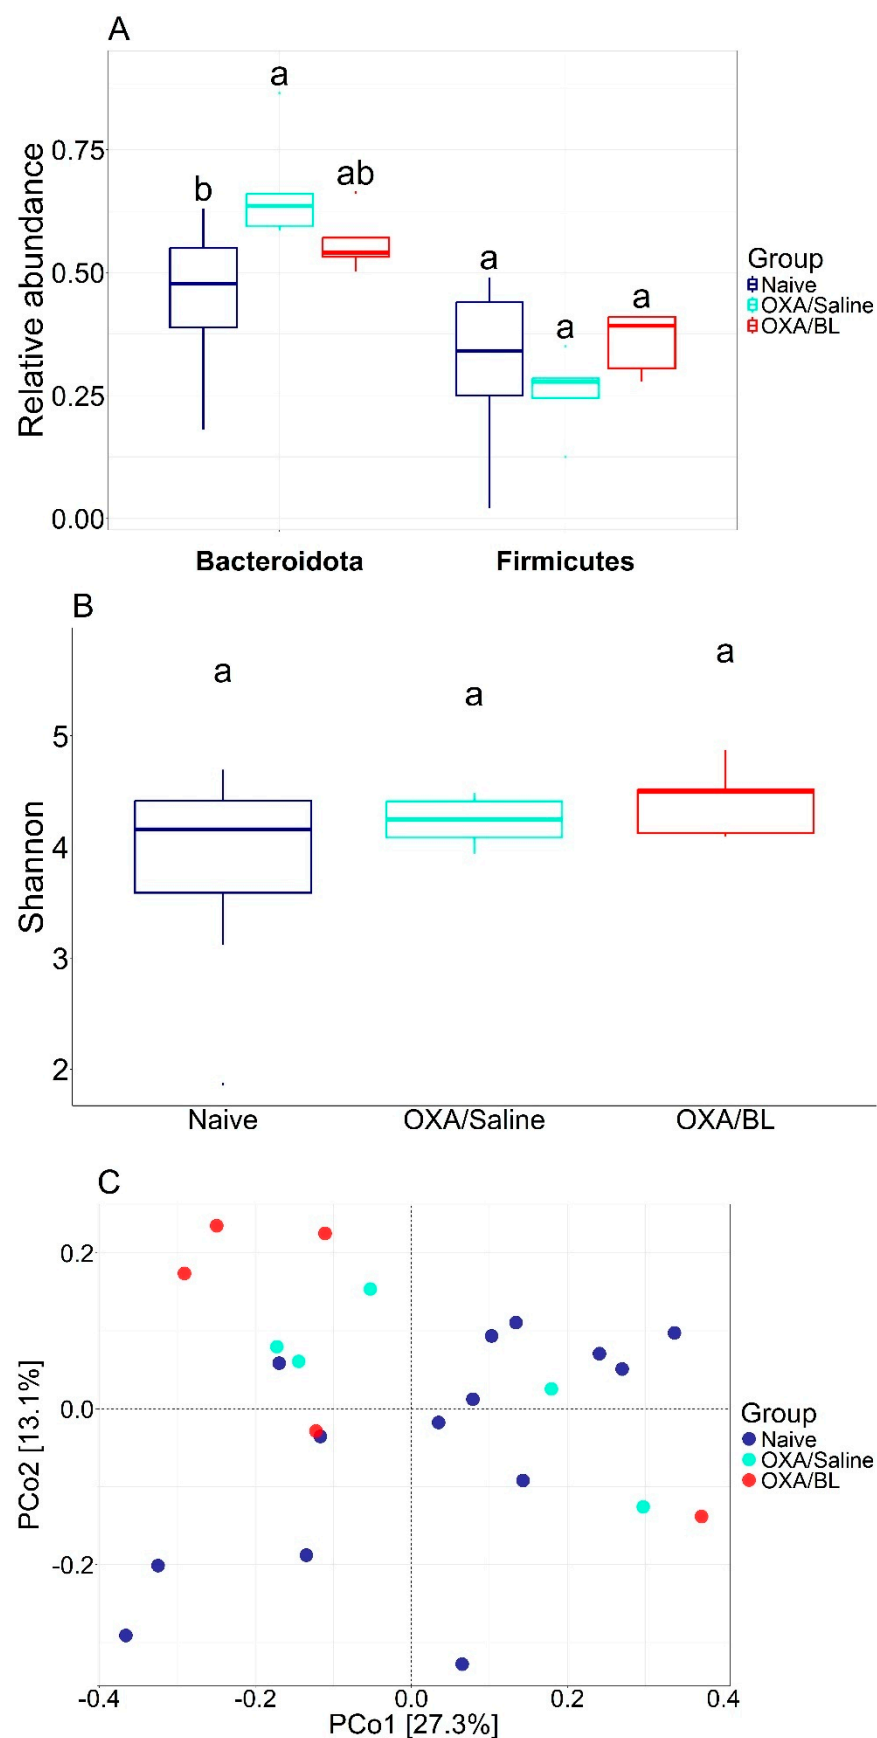 A
Relative abundance
0.75
0.50
0.25
0.00
b
a
ab
a
a
a
Bacteroidota
Firmicutes
Group
Naive
OXA/Saline
OXA/BL
B
Shannon
5
4
3
2
a
a
a
Naive
OXA/Saline
OXA/BL
C
PCo2 [13.1%]
0.2
0.0
-0.2
-0.4
-0.2
0.0
0.2
0.4
PCo1 [27.3%]
Group
Naive
OXA/Saline
OXA/BL